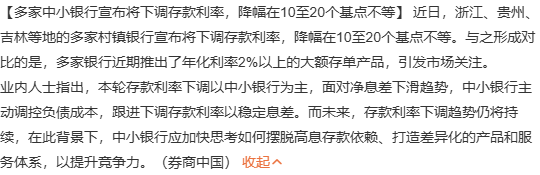 【多家中小银行宣布将下调存款利率，降幅在10至20个基点不等】 近日，浙江、贵州、
吉林等地的多家村镇银行宣布将下调存款利率，降幅在10至20个基点不等。与之形成对
比的是，多家银行近期推出了年化利率2%以上的大额存单产品，引发市场关注。
业内人士指出，本轮存款利率下调以中小银行为主，面对净息差下滑趋势，中小银行主
动调控负债成本，跟进下调存款利率以稳定息差。而未来，存款利率下调趋势仍将持
续，在此背景下，中小银行应加快思考如何摆脱高息存款依赖、打造差异化的产品和服
务体系，以提升竞争力。（券商中国） 收起へ